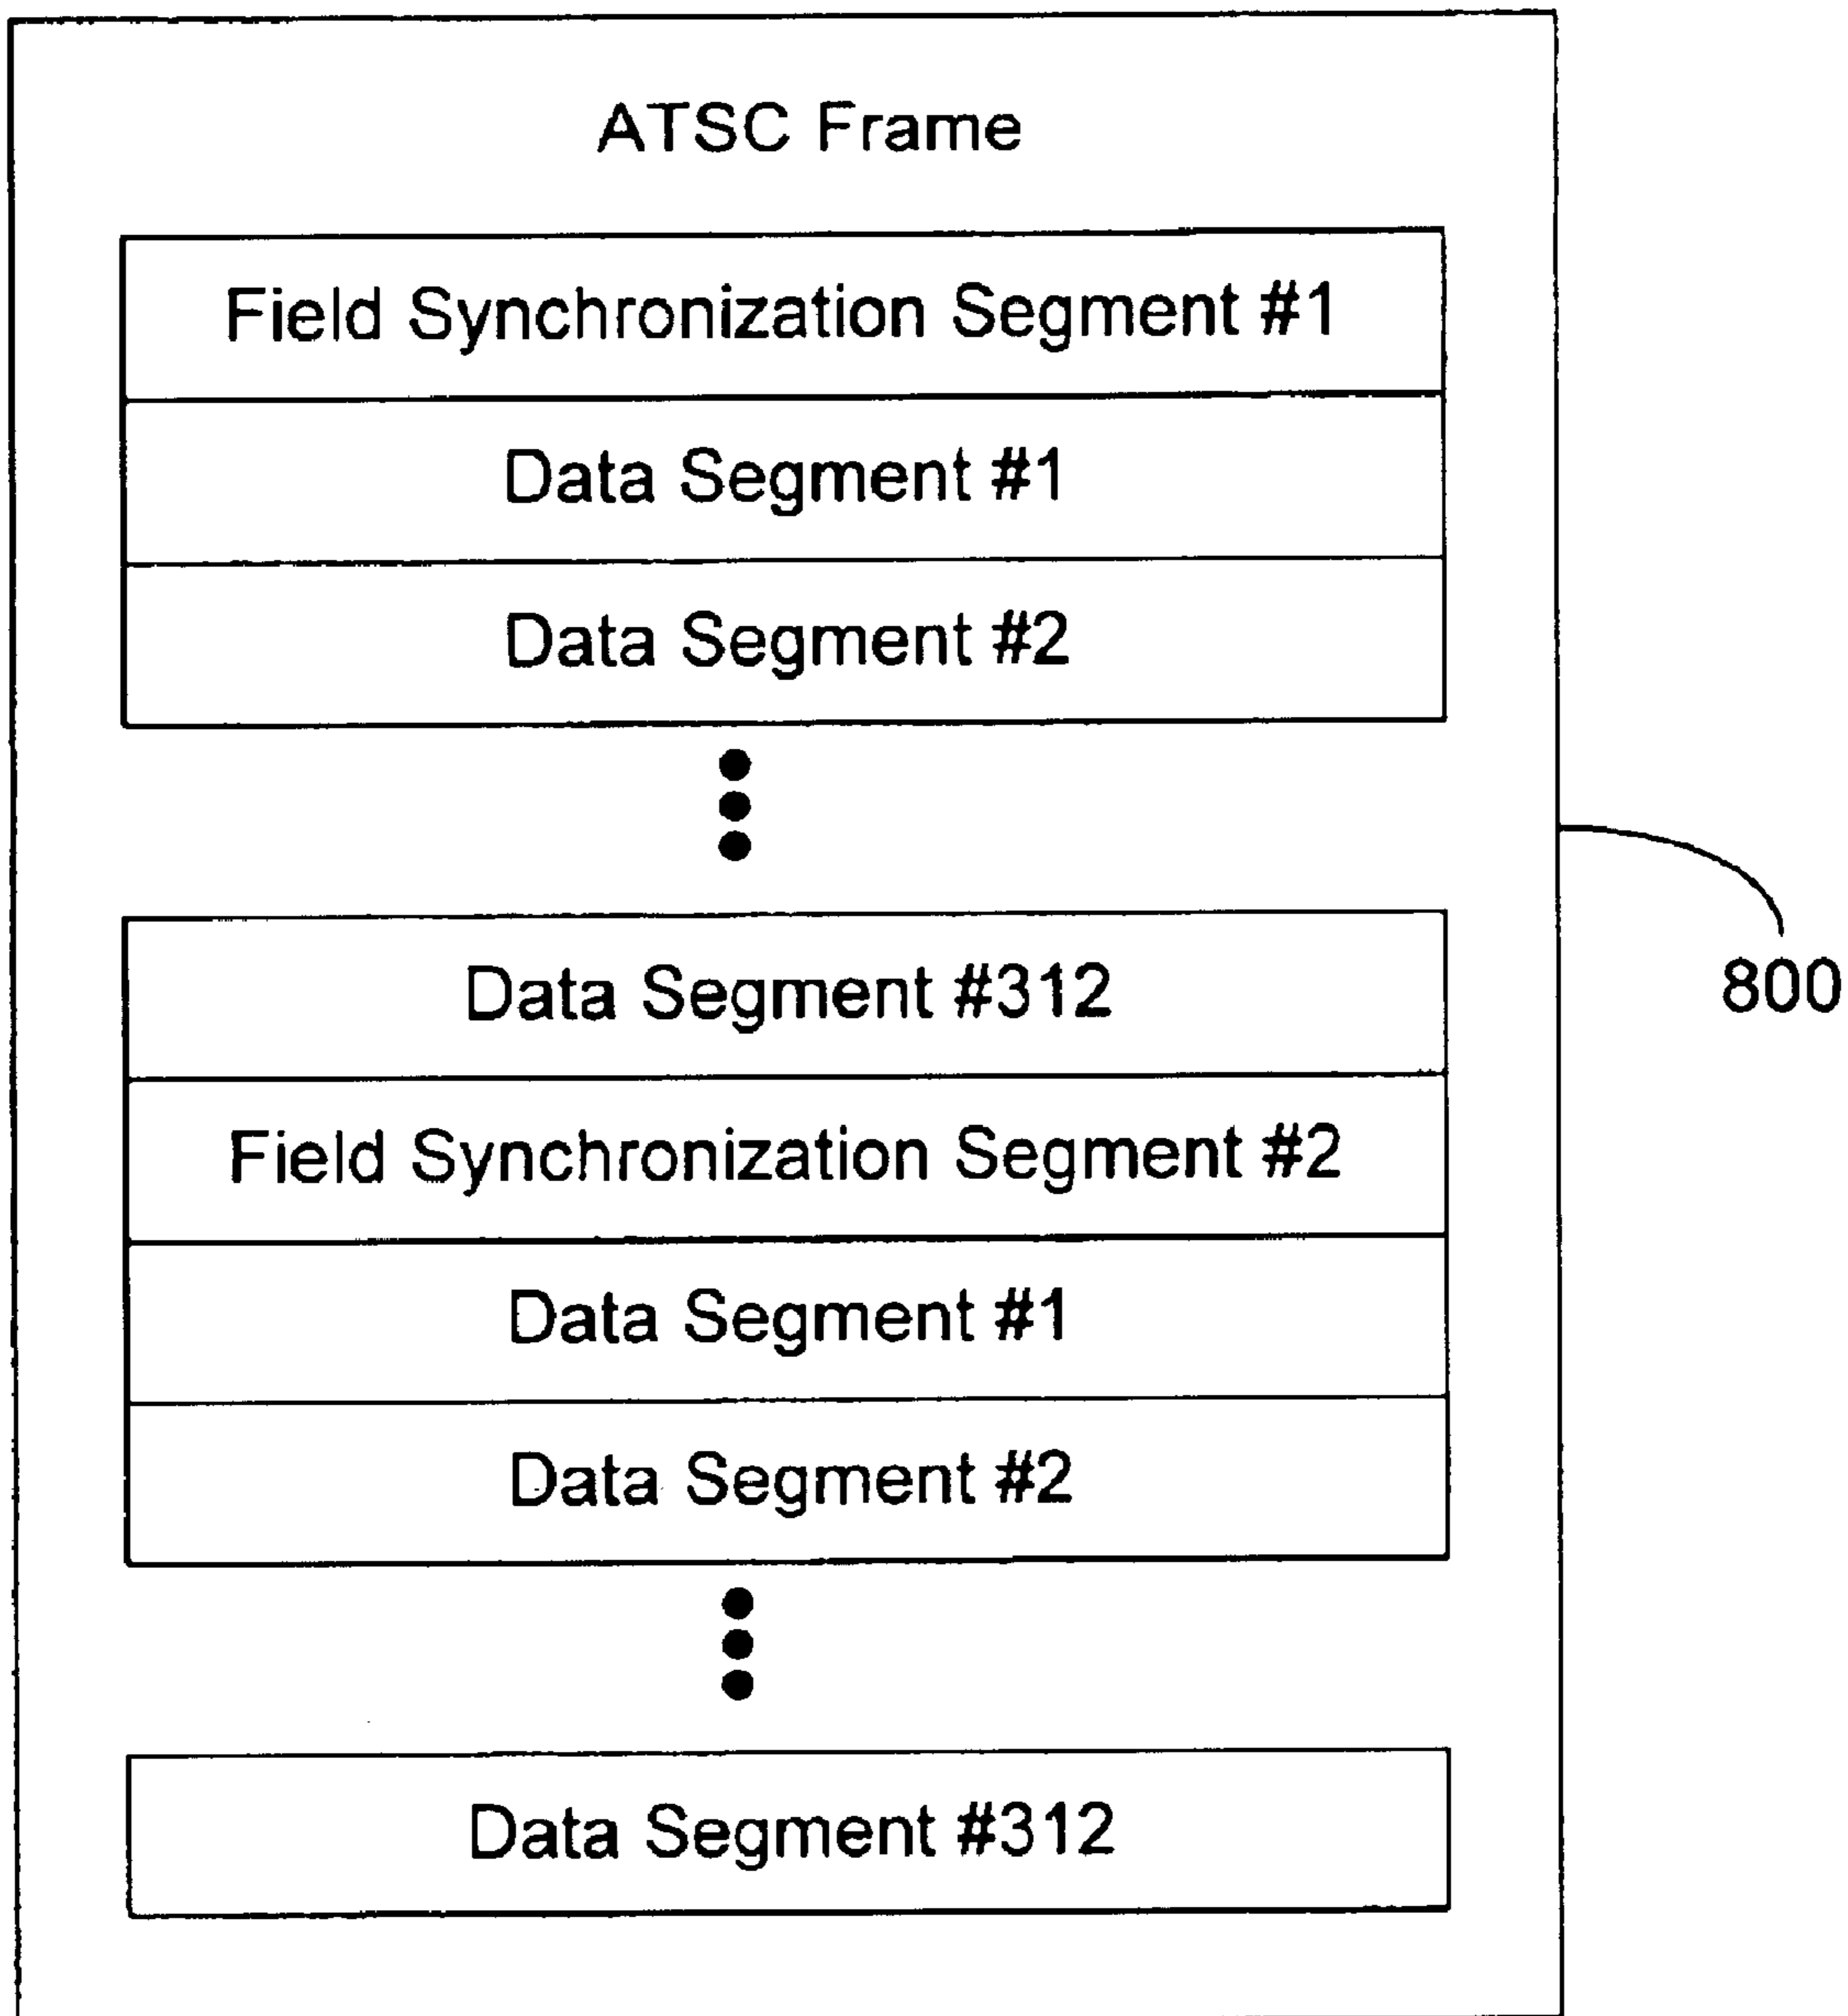 ATSC Frame
Field Synchronization Segment #1
Data Segment #1
Data Segment #2
Data Segment #312
800
Field Synchronization Segment #2
Data Segment #1
Data Segment #2
Data Segment #312